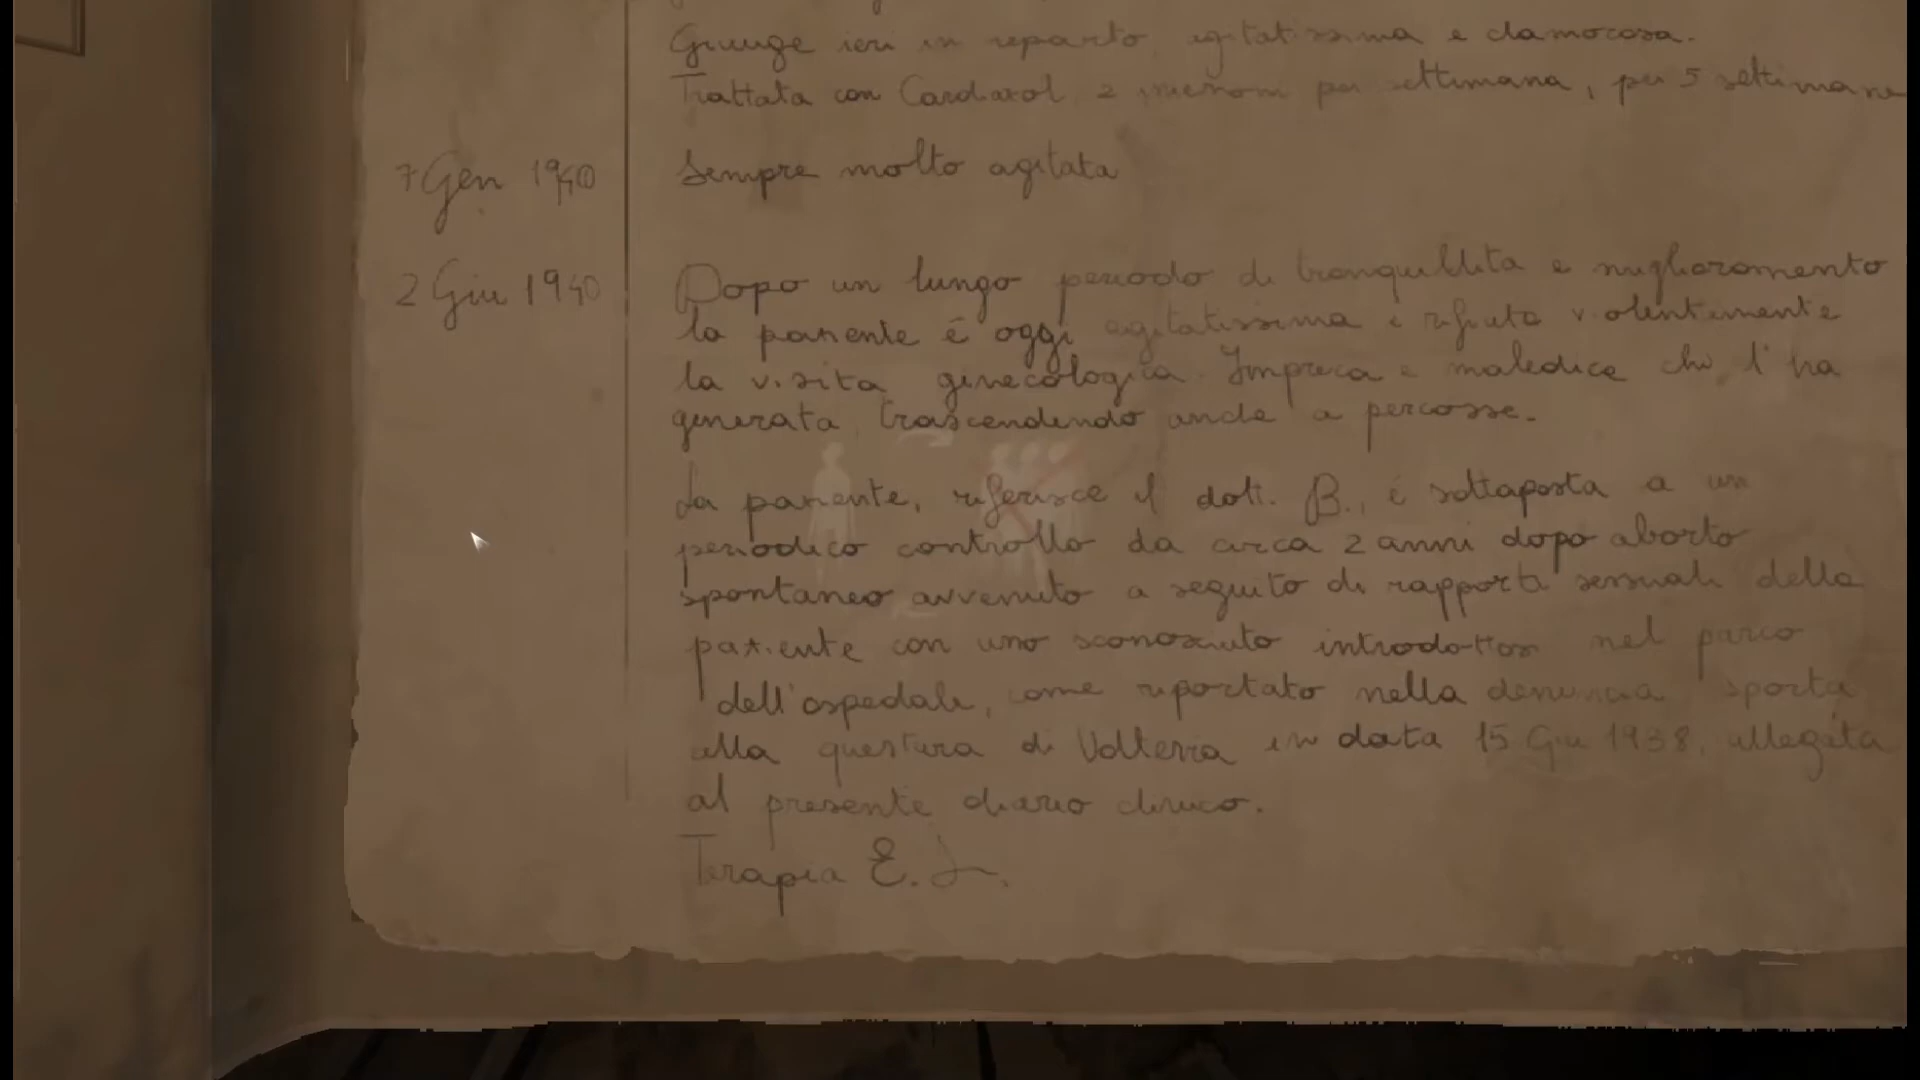 Giunge ieri in reparto, agitatissima e clamorosa.
Trattata con Cardiazol 2 iniezioni per settimana, per 5 settimane
7 Gen 1940 Sempre molto agitata
2 Giu 1940 Dopo un lungo periodo di tranquillità e miglioramento
la paziente é oggi agitatissima e rifiuta violentemente
la visita ginecologica. Impreca e maledice chi l'ha
generata trascendendo anche a percosse.
La paziente, riferisce il dott. B., é sottoposta a un
periodico controllo da circa 2 anni dopo aborto
spontaneo avvenuto a seguito di rapporti sessuali della
paziente con uno sconosciuto introdottosi nel parco
dell'ospedale, come riportato nella denuncia sporta
alla questura di Volterra in data 15 Giu 1938, allegata
al presente diario clinico.
Terapia E.